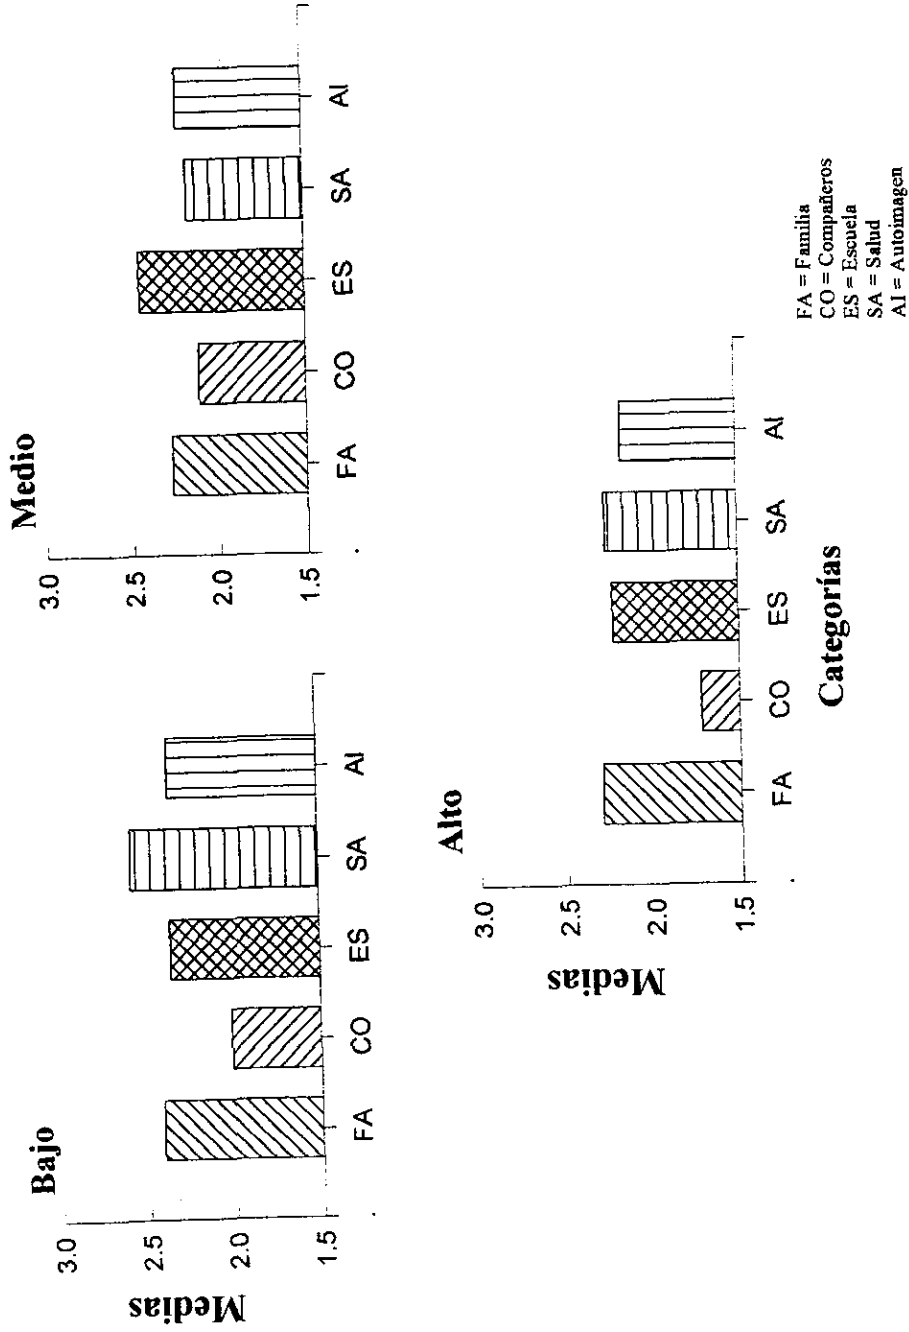 Bajo
Medias
3.0
2.5
2.0
1.5
FA
CO
ES
SA
AI
Medio
3.0
2.5
2.0
1.5
FA
CO
ES
SA
AI
Alto
Medias
3.0
2.5
2.0
1.5
FA
CO
ES
SA
AI
Categorías
FA = Familia
CO = Compañeros
ES = Escuela
SA = Salud
AI = Autoimagen